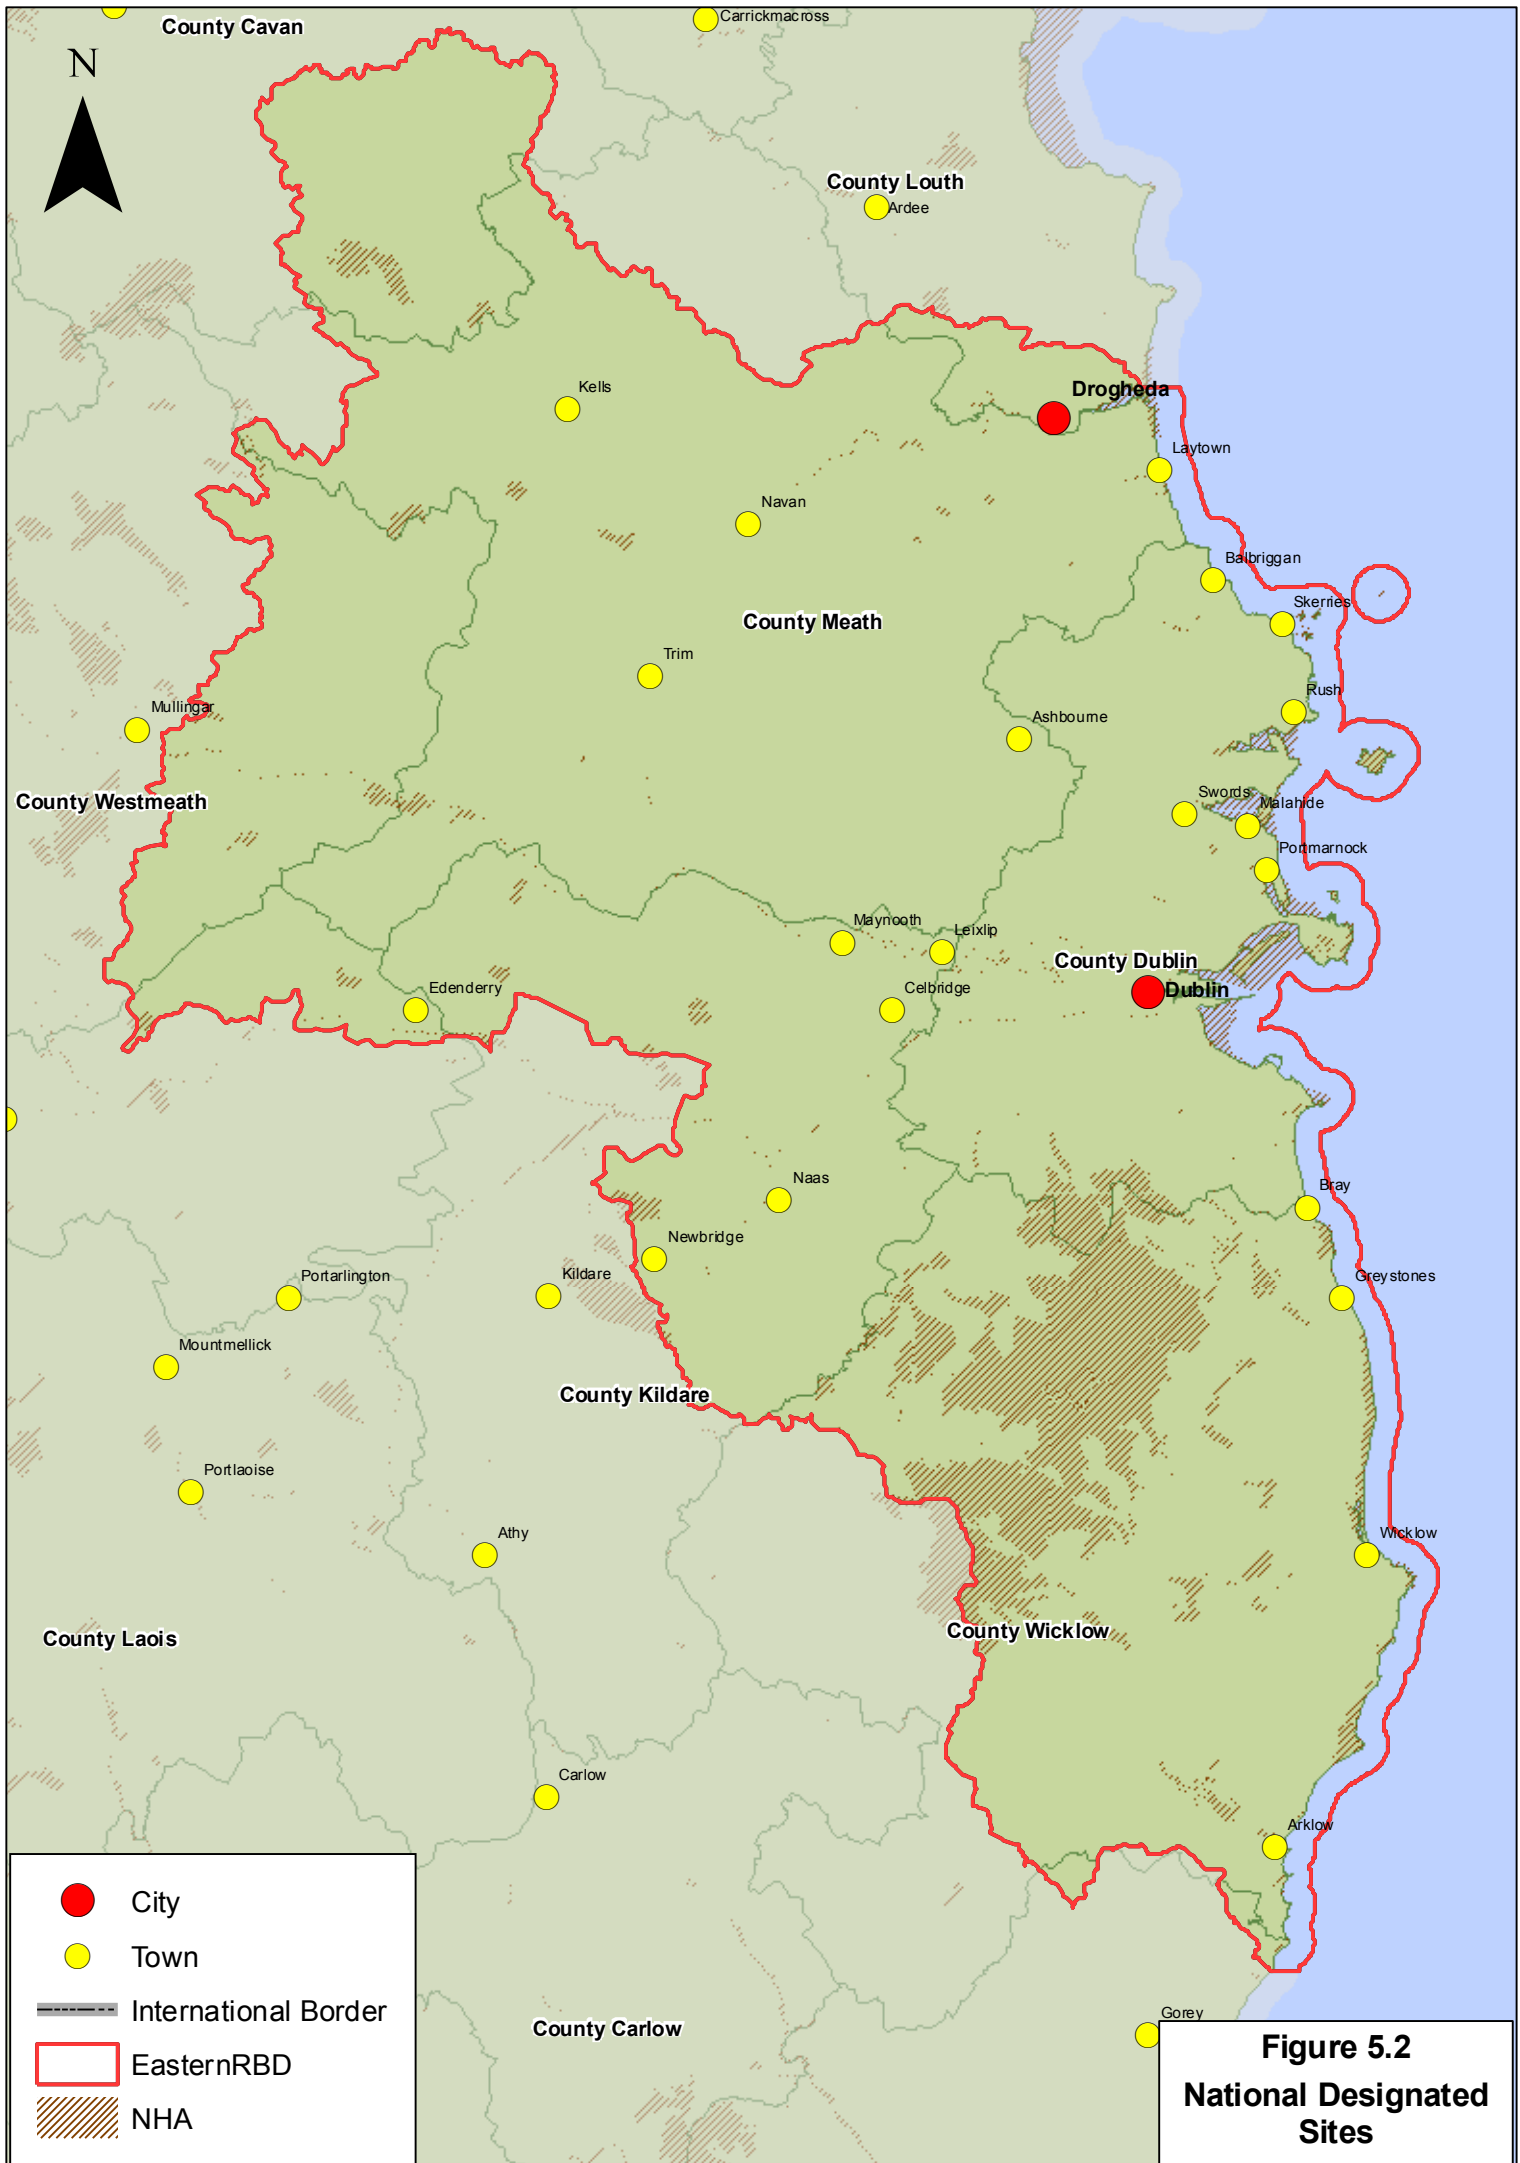 County Cavan
Carrickmacross
N
County Louth
Ardee
Drogheda
Kells
Laytown
Navan
Balbriggan
Skerries
County Meath
Trim
Rush
Mullingar
Ashbourne
County Westmeath
Swords
Malahide
Portmarnock
Maynooth
Leixlip
County Dublin
Edenderry
Celbridge
Dublin
Naas
Bray
Newbridge
Kildare
Portarlington
Greystones
Mountmellick
County Kildare
Portlaoise
Athy
Wicklow
County Laois
County Wicklow
Carlow
Arklow
City
Town
International Border
EasternRBD
NHA
County Carlow
Gorey
Figure 5.2
National Designated
Sites